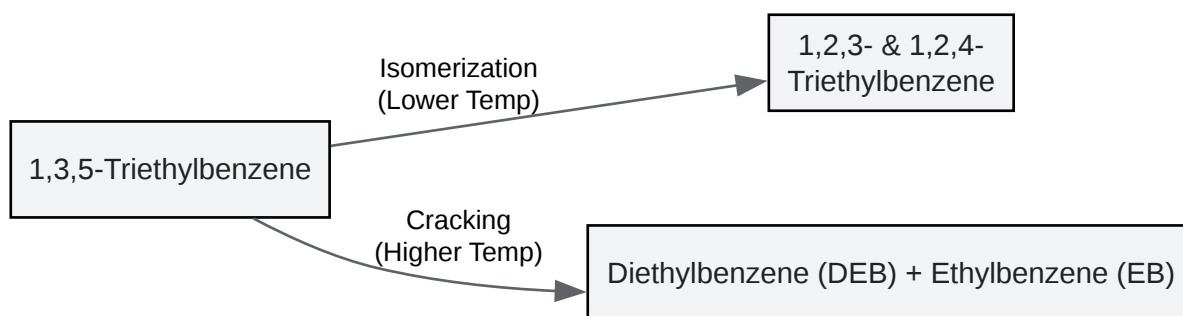 1,2,3- & 1,2,4-
Triethylbenzene
Isomerization
(Lower Temp)
1,3,5-Triethylbenzene
Cracking
(Higher Temp)
Diethylbenzene (DEB) + Ethylbenzene (EB)